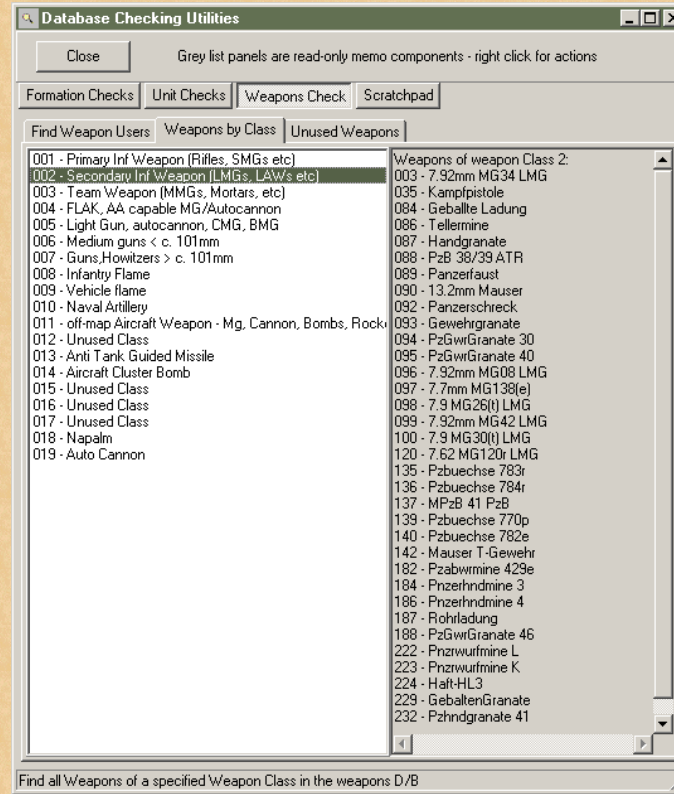 Database Checking Utilities
Close
Grey list panels are read-only memo components - right click for actions
Formation Checks
Unit Checks
Weapons Check
Scratchpad
Find Weapon Users
Weapons by Class
Unused Weapons
001 - Primary Inf Weapon (Rifles, SMGs etc)
002 - Secondary Inf Weapon (LMGs, LAWs etc)
003 - Team Weapon (MMGs, Mortars, etc)
004 - FLAK, AA capable MG/Autocannon
005 - Light Gun, autocannon, CMG, BMG
006 - Medium guns < c. 101mm
007 - Guns,Howitzers > c. 101mm
008 - Infantry Flame
009 - Vehicle flame
010 - Naval Artillery
011 - off-map Aircraft Weapon - Mg, Cannon, Bombs, Rock
012 - Unused Class
013 - Anti Tank Guided Missile
014 - Aircraft Cluster Bomb
015 - Unused Class
016 - Unused Class
017 - Unused Class
018 - Napalm
019 - Auto Cannon
Weapons of weapon Class 2:
003 - 7.92mm MG34 LMG
035 - Kampfpistole
084 - Geballte Ladung
086 - Tellermine
087 - Handgranate
088 - PzB 38/39 ATR
089 - Panzerfaust
090 - 13.2mm Mauser
092 - Panzerschreck
093 - Gewehrgranate
094 - PzGwrGranate 30
095 - PzGwrGranate 40
096 - 7.92mm MG08 LMG
097 - 7.7mm MG138(e)
098 - 7.9 MG26(t) LMG
099 - 7.92mm MG42 LMG
100 - 7.9 MG30(t) LMG
120 - 7.62 MG120r LMG
135 - Pzbuechse 783r
136 - Pzbuechse 784r
137 - MPzB 41 PzB
139 - Pzbuechse 770p
140 - Pzbuechse 782e
142 - Mauser T-Gewehr
182 - Pzabwrmine 429e
184 - Pnzerhndmine 3
186 - Pnzerhndmine 4
187 - Rohrladung
188 - PzGwrGranate 46
222 - Pnzrwurfmine L
223 - Pnzrwurfmine K
224 - Haft-HL3
229 - GebaltenGranate
232 - Pzhndgranate 41
Find all Weapons of a specified Weapon Class in the weapons D/B